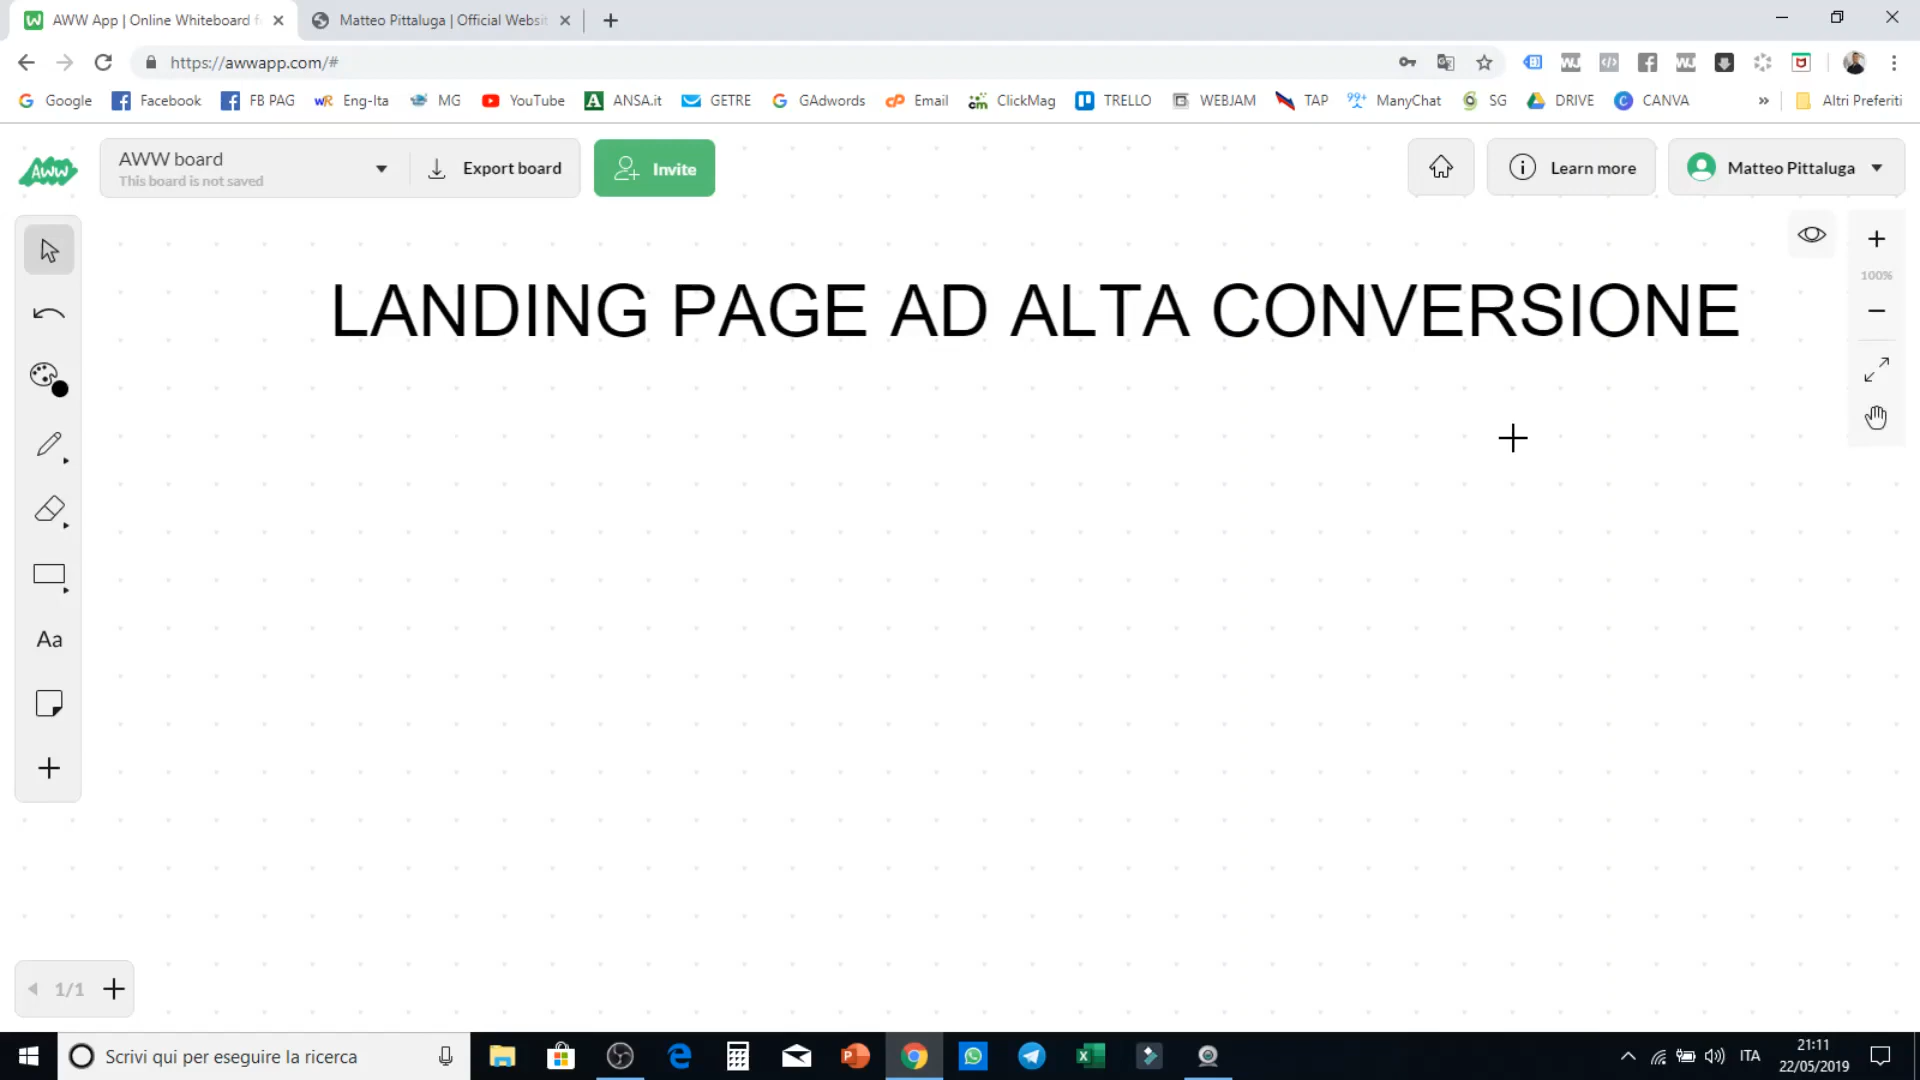 AWW App | Online Whiteboard f
Matteo Pittaluga | Official Websit
https://awwapp.com/#
Google
Facebook
FB PAG
Eng-Ita
MG
YouTube
ANSA.it
GETRE
GAdwords
Email
ClickMag
TRELLO
WEBJAM
TAP
ManyChat
SG
DRIVE
CANVA
»
Altri Preferiti
AWW
AWW board
This board is not saved
Export board
Invite
Learn more
Matteo Pittaluga
100%
LANDING PAGE AD ALTA CONVERSIONE
Aa
1/1
Scrivi qui per eseguire la ricerca
ITA
21:11
22/05/2019